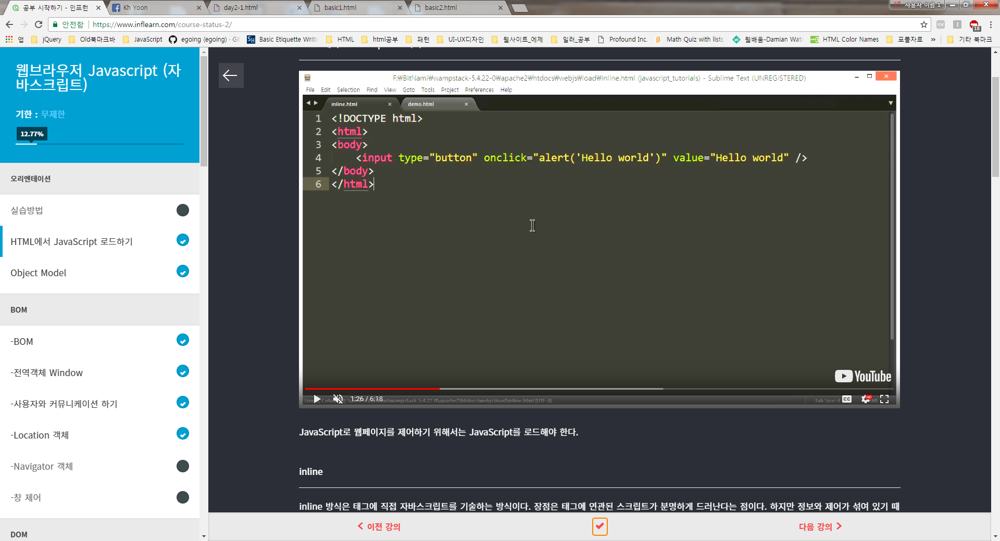 공부 시작하기 - 인프런
Kh Yoon
day2-1.html
basic1.html
basic2.html
사용자 이름 1
안전함
https://www.inflearn.com/course-status-2/
18
앱
jQuery
Old북마크바
JavaScript
egoing (egoing) · Git
Basic Etiquette Writi
HTML
html공부
패턴
UI-UX디자인
웹사이트_에제
일러_공부
Profound Inc.
Math Quiz with lists
웹배움-Damian Wat
HTML Color Names
포폴자료
»
기타 북마크
웹브라우저 Javascript (자
바스크립트)
기한 : 무제한
12.77%
오리엔테이션
실습방법
HTML에서 JavaScript 로드하기
Object Model
BOM
-BOM
-전역객체 Window
-사용자와 커뮤니케이션 하기
-Location 객체
-Navigator 객체
-창 제어
DOM
F:₩BitNami₩wampstack-5.4.22-0₩apache2₩htdocs₩webjs₩load₩inline.html (javascript_tutorials) - Sublime Text (UNREGISTERED)
File Edit Selection Find View Goto Tools Project Preferences Help
inline.html
demo.html
1 <!DOCTYPE html>
2 <html>
3 <body>
4 <input type="button" onclick="alert('Hello world')" value="Hello world" />
5 </body>
6 </html>
YouTube
1:26 / 6:18
Tab Size: 4
CC
HD
JavaScript로 웹페이지를 제어하기 위해서는 JavaScript를 로드해야 한다.
inline
inline 방식은 태그에 직접 자바스크립트를 기술하는 방식이다. 장점은 태그에 연관된 스크립트가 분명하게 드러난다는 점이다. 하지만 정보와 제어가 섞여 있기 때
이전 강의
다음 강의